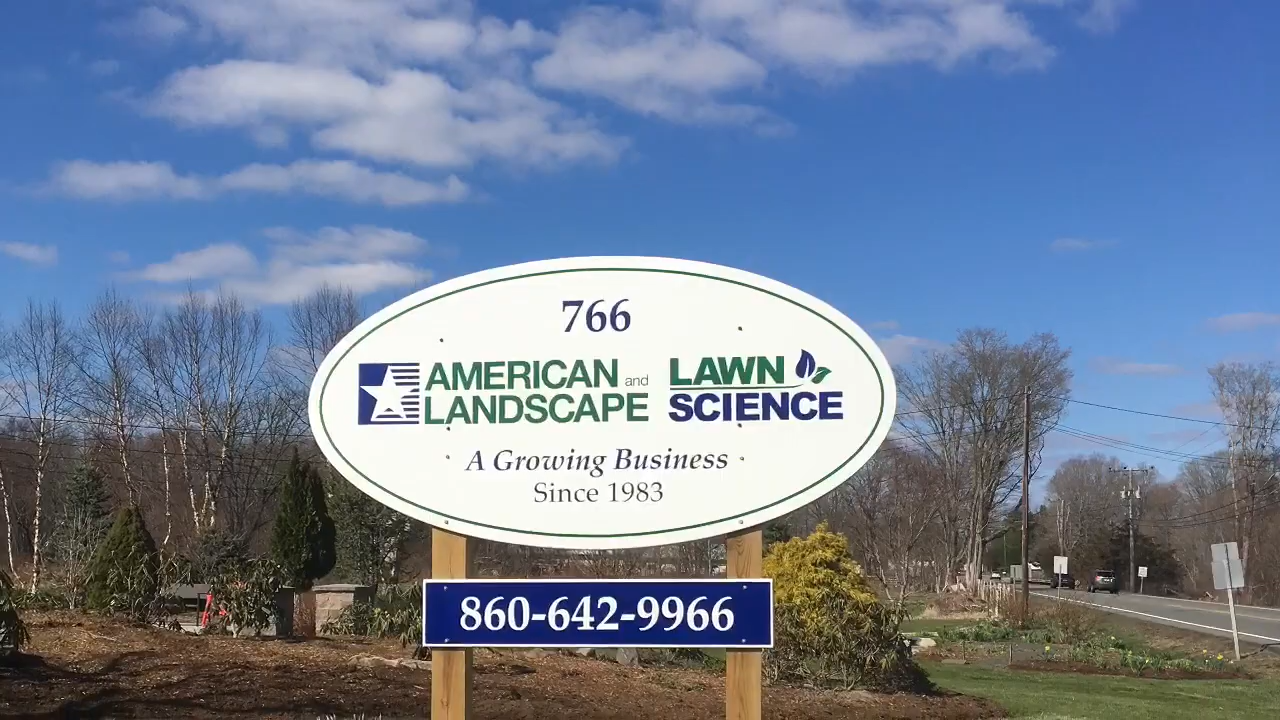 766
AMERICAN and LANDSCAPE
LAWN SCIENCE
A Growing Business
Since 1983
860-642-9966